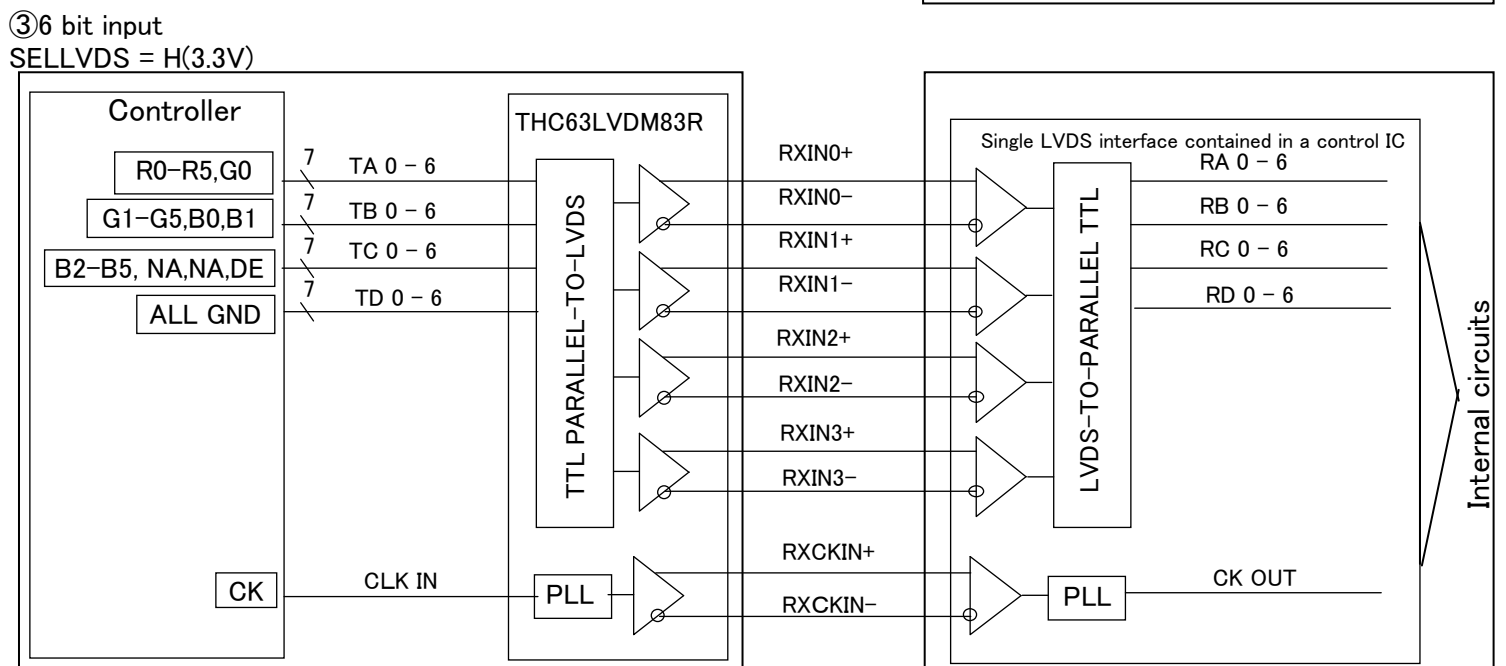 ③6 bit input
SELLVDS = H(3.3V)
Controller
THC63LVDM83R
Single LVDS interface contained in a control IC
R0-R5,G0
7
TA 0 - 6
RXIN0+
RA 0 - 6
RXIN0-
G1-G5,B0,B1
7
TB 0 - 6
RB 0 - 6
RXIN1+
B2-B5, NA,NA,DE
7
TC 0 - 6
RC 0 - 6
RXIN1-
ALL GND
7
TD 0 - 6
RD 0 - 6
TTL PARALLEL-TO-LVDS
LVDS-TO-PARALLEL TTL
RXIN2+
RXIN2-
RXIN3+
RXIN3-
Internal circuits
RXCKIN+
CK
CLK IN
PLL
RXCKIN-
PLL
CK OUT